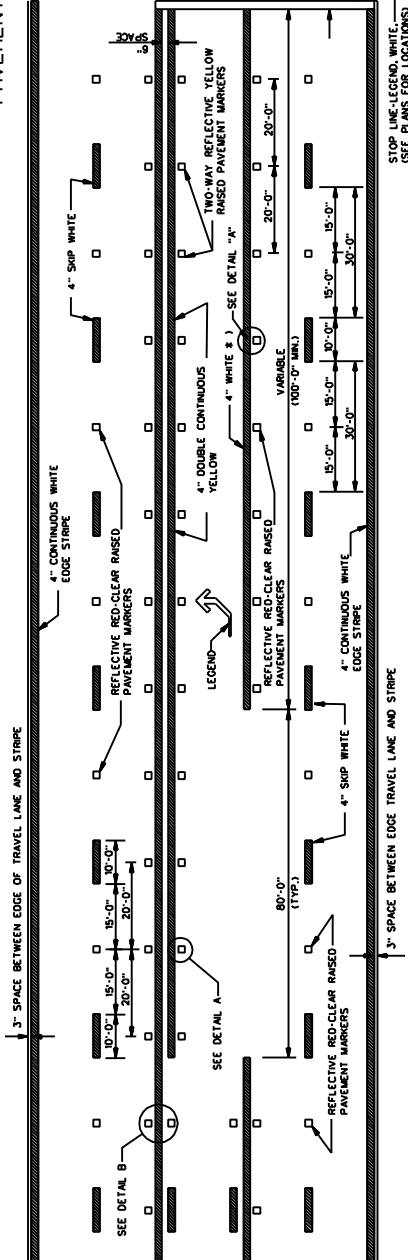 PAVEMENT
3" SPACE BETWEEN EDGE OF TRAVEL LANE AND STRIPE
4" CONTINUOUS WHITE
EDGE STRIPE
4" SKIP WHITE
REFLECTIVE RED-CLEAR RAISED
PAVEMENT MARKERS
6"
SPACE
10'-0"
15'-0"
15'-0"
10'-0"
20'-0"
20'-0"
SEE DETAIL B
SEE DETAIL A
TWO-WAY REFLECTIVE YELLOW
RAISED PAVEMENT MARKERS
4" DOUBLE CONTINUOUS
YELLOW
LEGEND
4" WHITE * )
SEE DETAIL "A"
REFLECTIVE RED-CLEAR RAISED
PAVEMENT MARKERS
20'-0"
20'-0"
80'-0"
(TYP.)
VARIABLE
(100'-0" MIN.)
REFLECTIVE RED-CLEAR RAISED
PAVEMENT MARKERS
4" SKIP WHITE
15'-0"
15'-0"
10'-0"
15'-0"
15'-0"
30'-0"
30'-0"
4" CONTINUOUS WHITE
EDGE STRIPE
3" SPACE BETWEEN EDGE TRAVEL LANE AND STRIPE
STOP LINE-LEGEND, WHITE.
(SEE PLANS FOR LOCATIONS)